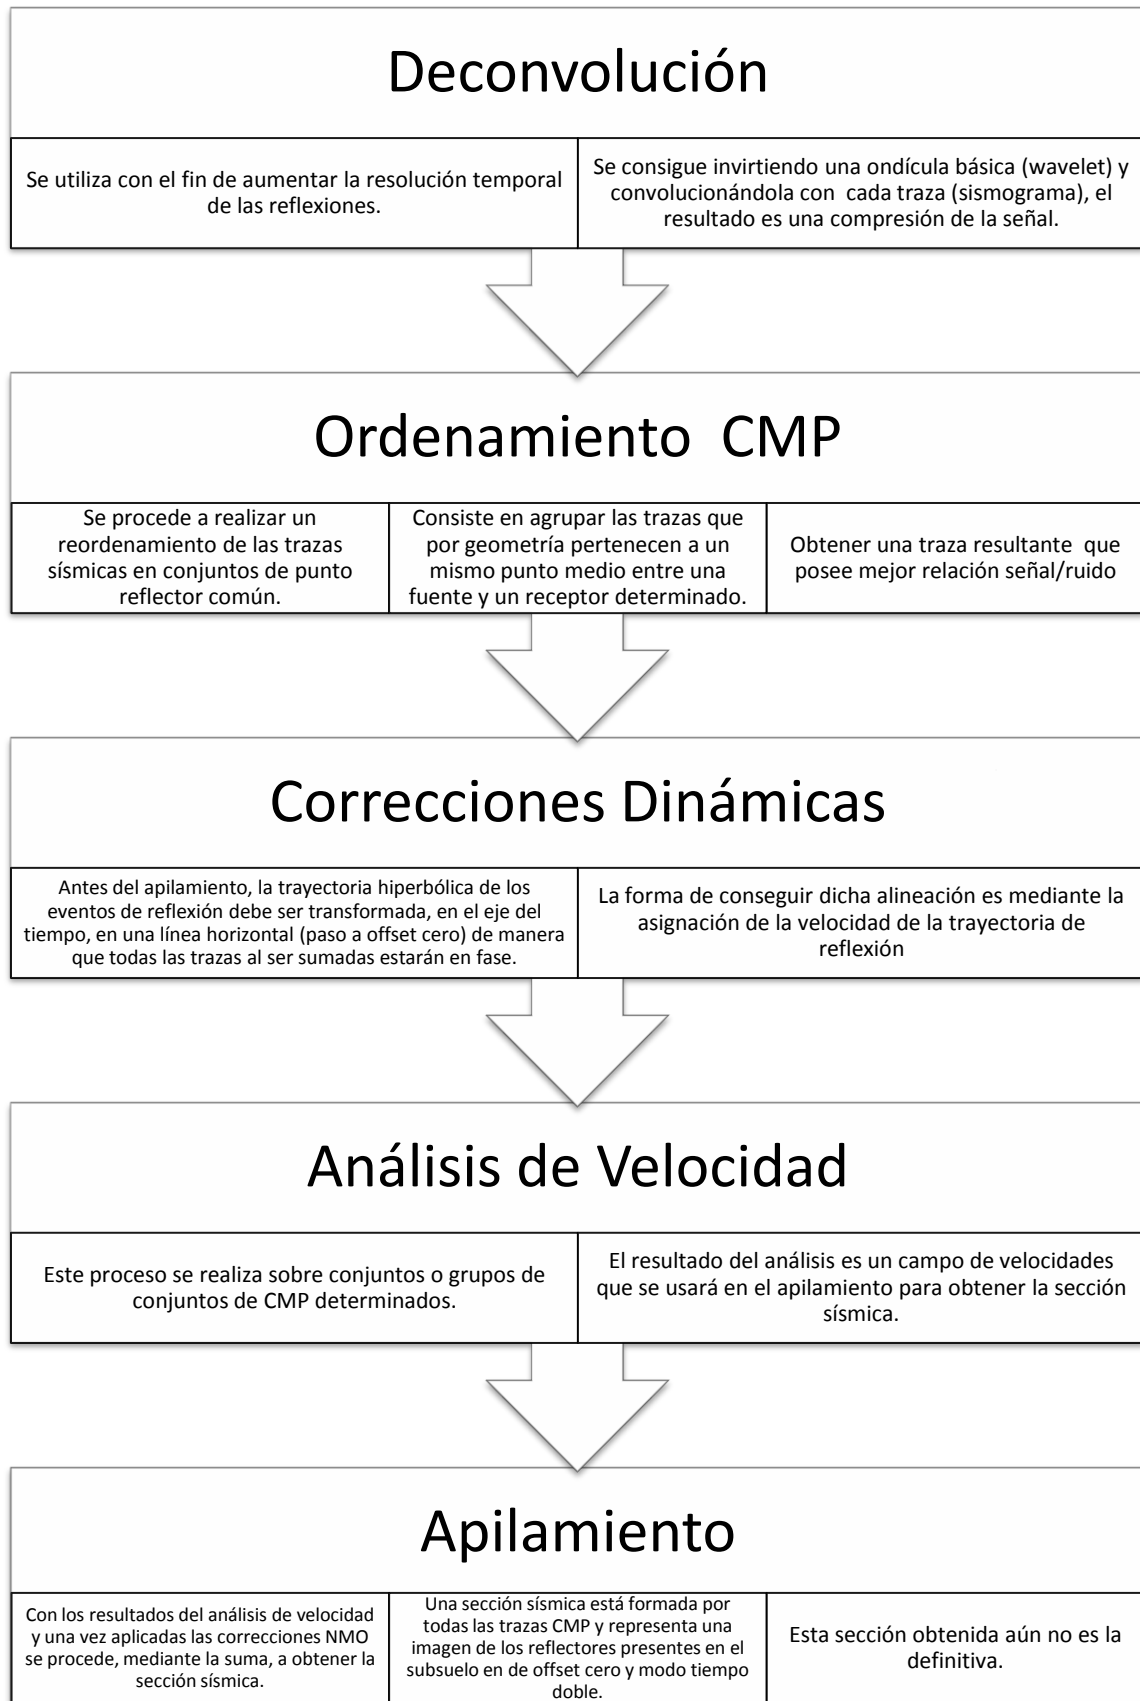 Deconvolución
Se utiliza con el fin de aumentar la resolución temporal
de las reflexiones.
Se consigue invirtiendo una ondícula básica (wavelet) y
convolucionándola con cada traza (sismograma), el
resultado es una compresión de la señal.
Ordenamiento CMP
Se procede a realizar un
reordenamiento de las trazas
sísmicas en conjuntos de punto
reflector común.
Consiste en agrupar las trazas que
por geometría pertenecen a un
mismo punto medio entre una
fuente y un receptor determinado.
Obtener una traza resultante que
posee mejor relación señal/ruido
Correcciones Dinámicas
Antes del apilamiento, la trayectoria hiperbólica de los
eventos de reflexión debe ser transformada, en el eje del
tiempo, en una línea horizontal (paso a offset cero) de manera
que todas las trazas al ser sumadas estarán en fase.
La forma de conseguir dicha alineación es mediante la
asignación de la velocidad de la trayectoria de
reflexión
Análisis de Velocidad
Este proceso se realiza sobre conjuntos o grupos de
conjuntos de CMP determinados.
El resultado del análisis es un campo de velocidades
que se usará en el apilamiento para obtener la sección
sísmica.
Apilamiento
Con los resultados del análisis de velocidad
y una vez aplicadas las correcciones NMO
se procede, mediante la suma, a obtener la
sección sísmica.
Una sección sísmica está formada por
todas las trazas CMP y representa una
imagen de los reflectores presentes en el
subsuelo en de offset cero y modo tiempo
doble.
Esta sección obtenida aún no es la
definitiva.